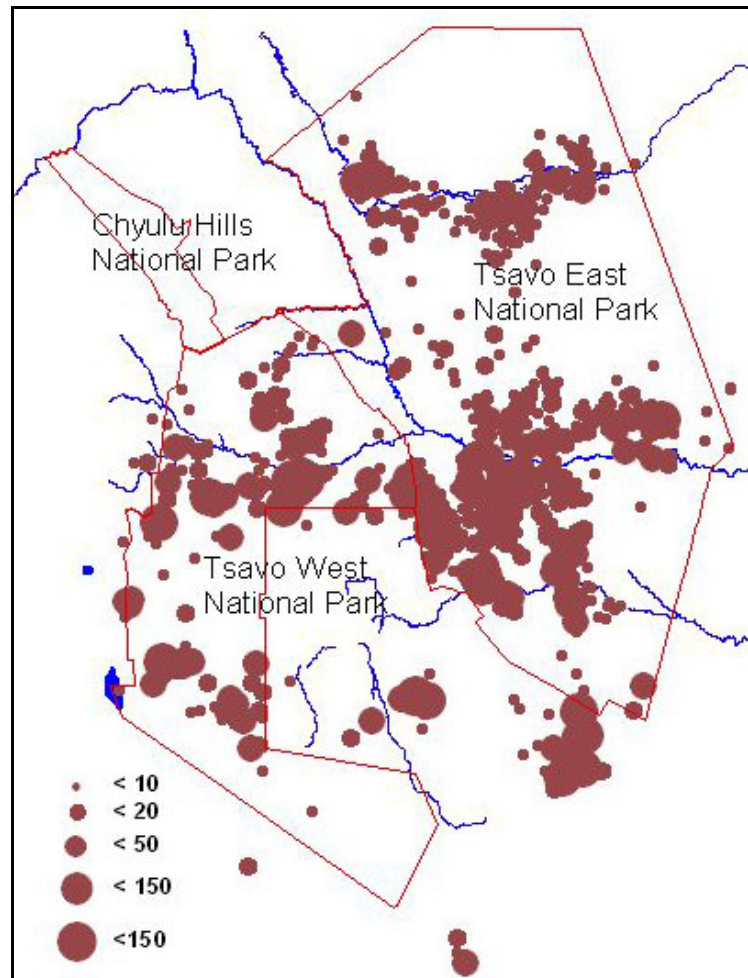 Chyulu Hills
National Park
Tsavo East
National Park
Tsavo West
National Park
< 10
< 20
< 50
< 150
<150